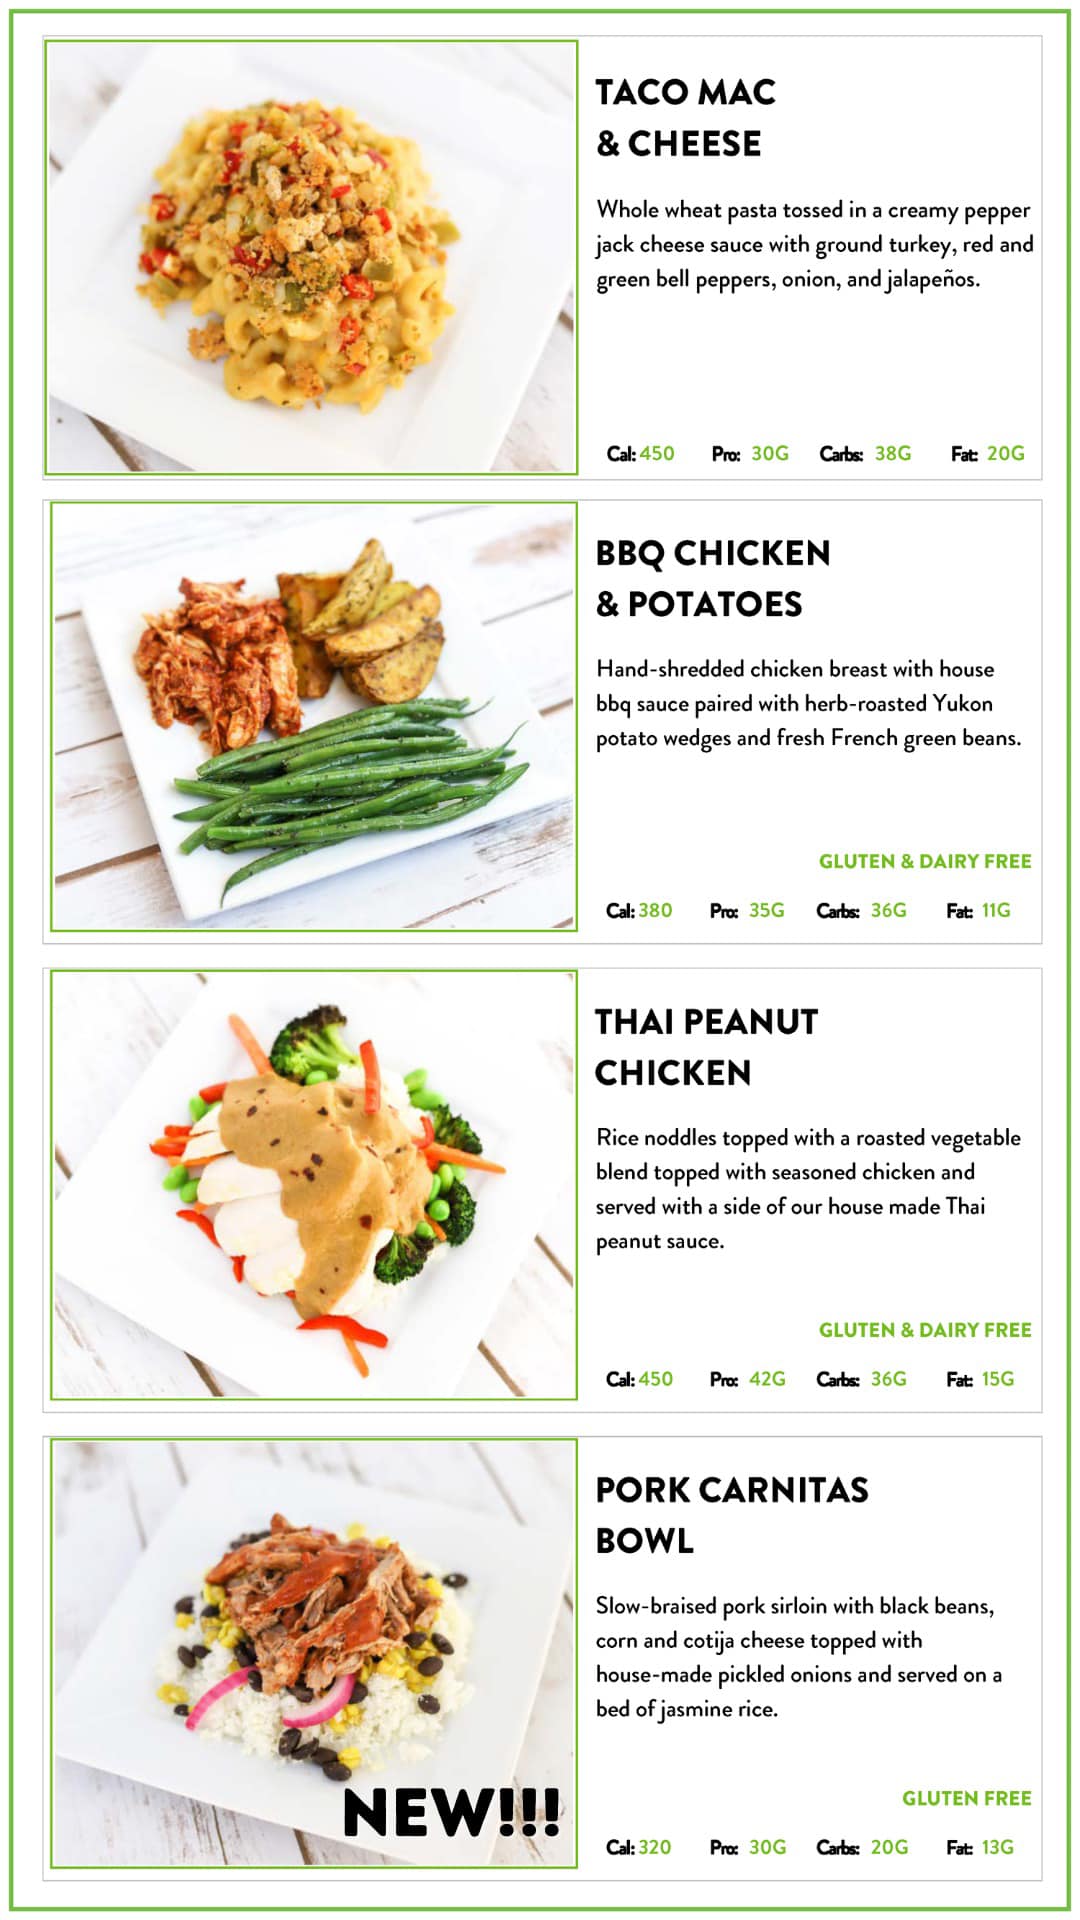 TACO MAC
& CHEESE
Whole wheat pasta tossed in a creamy pepper
jack cheese sauce with ground turkey, red and
green bell peppers, onion, and jalapeños.
Cal: 450 Pro: 30G Carbs: 38G Fat: 20G
BBQ CHICKEN
& POTATOES
Hand-shredded chicken breast with house
bbq sauce paired with herb-roasted Yukon
potato wedges and fresh French green beans.
GLUTEN & DAIRY FREE
Cal: 380 Pro: 35G Carbs: 36G Fat: 11G
THAI PEANUT
CHICKEN
Rice noddles topped with a roasted vegetable
blend topped with seasoned chicken and
served with a side of our house made Thai
peanut sauce.
GLUTEN & DAIRY FREE
Cal: 450 Pro: 42G Carbs: 36G Fat: 15G
PORK CARNITAS
BOWL
Slow-braised pork sirloin with black beans,
corn and cotija cheese topped with
house-made pickled onions and served on a
bed of jasmine rice.
NEW!!!
GLUTEN FREE
Cal: 320 Pro: 30G Carbs: 20G Fat: 13G